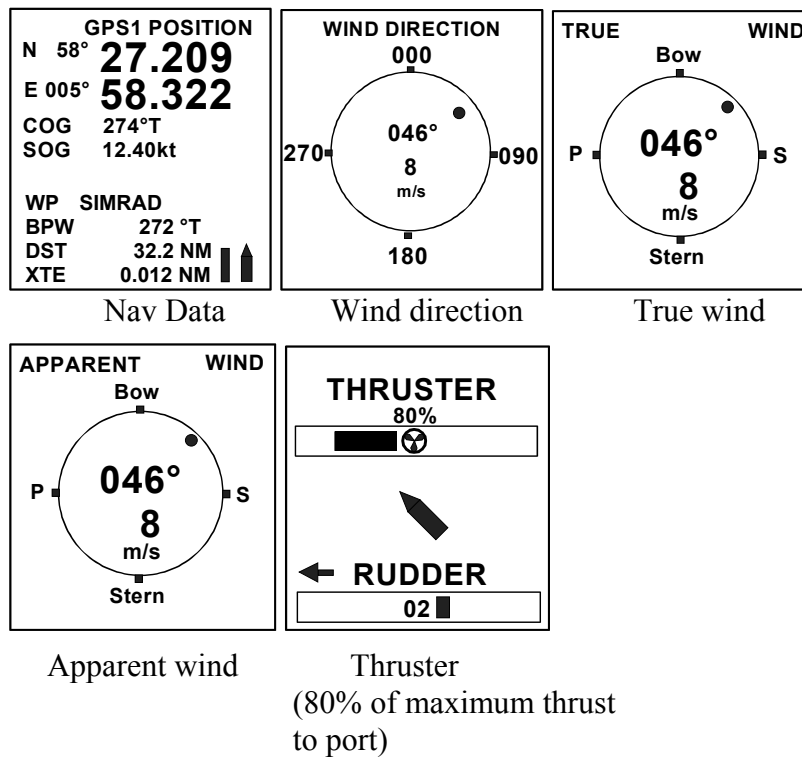 GPS1 POSITION
N 58° 27.209
E 005° 58.322
COG 274°T
SOG 12.40kt
WP SIMRAD
BPW 272 °T
DST 32.2 NM
XTE 0.012 NM
Nav Data
WIND DIRECTION
000
046°
270 8 090
m/s
180
Wind direction
TRUE WIND
Bow
046°
P S
8
m/s
Stern
True wind
APPARENT WIND
Bow
046°
P S
8
m/s
Stern
Apparent wind
THRUSTER
80%
RUDDER
02
Thruster
(80% of maximum thrust
to port)